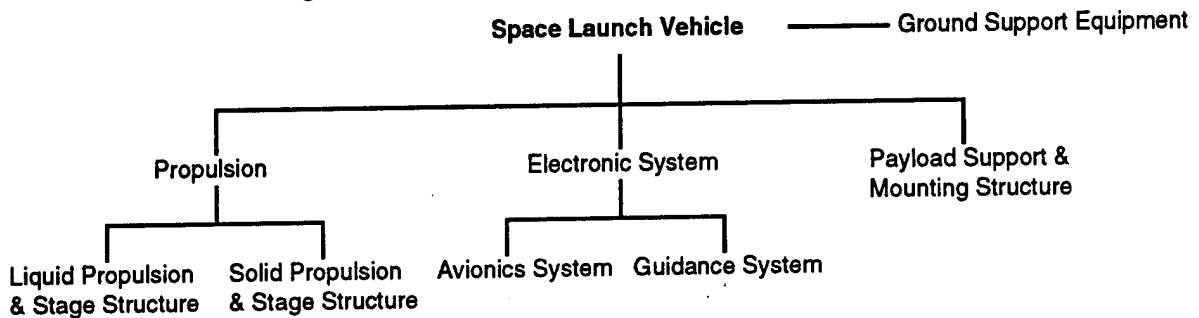 Space Launch Vehicle
Ground Support Equipment
Propulsion
Electronic System
Payload Support &
Mounting Structure
Liquid Propulsion
& Stage Structure
Solid Propulsion
& Stage Structure
Avionics System
Guidance System